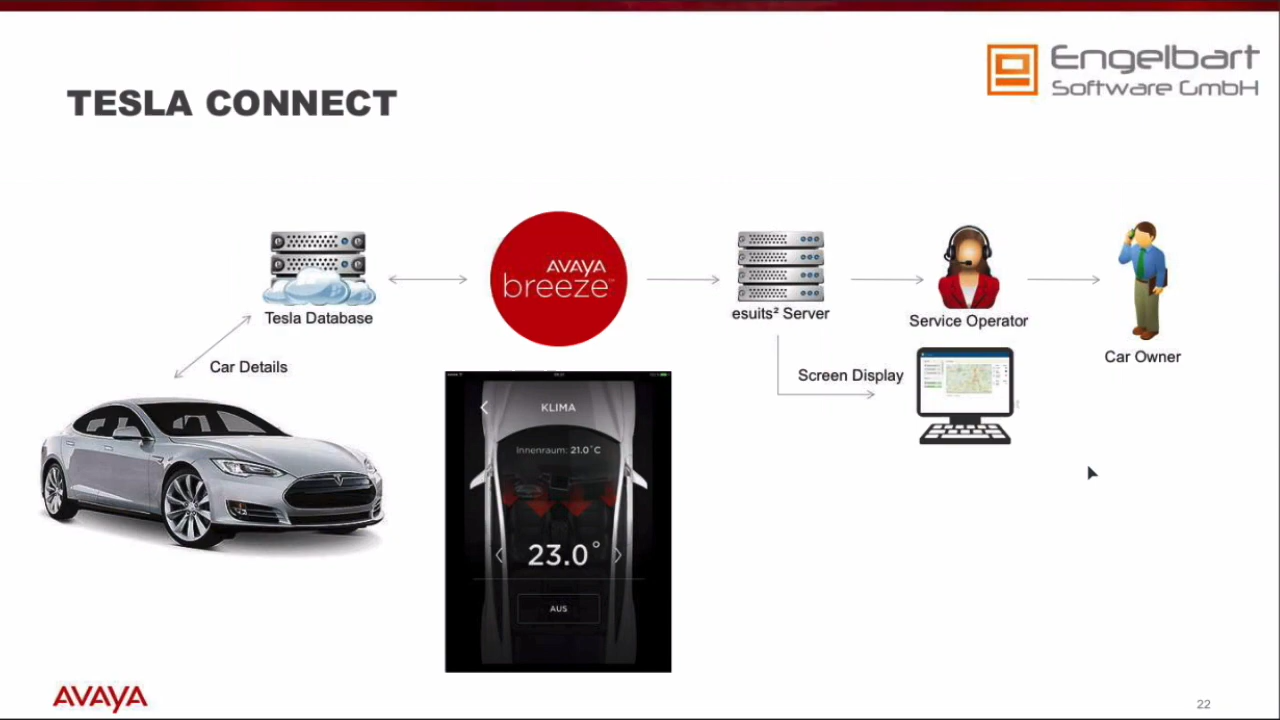 Engelbart
Software GmbH
TESLA CONNECT
AVAYA
breeze™
Tesla Database
esuits² Server
Service Operator
Car Owner
Car Details
Screen Display
KLIMA
Innenraum: 21.0°C
23.0°
AUS
AVAYA
22